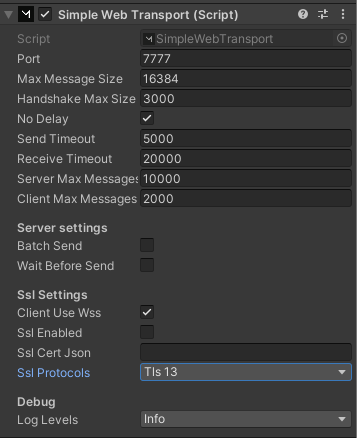 Simple Web Transport (Script)
Script SimpleWebTransport
Port 7777
Max Message Size 16384
Handshake Max Size 3000
No Delay
Send Timeout 5000
Receive Timeout 20000
Server Max Messages 10000
Client Max Messages 2000
Server settings
Batch Send
Wait Before Send
Ssl Settings
Client Use Wss
Ssl Enabled
Ssl Cert Json
Ssl Protocols Tls 13
Debug
Log Levels Info